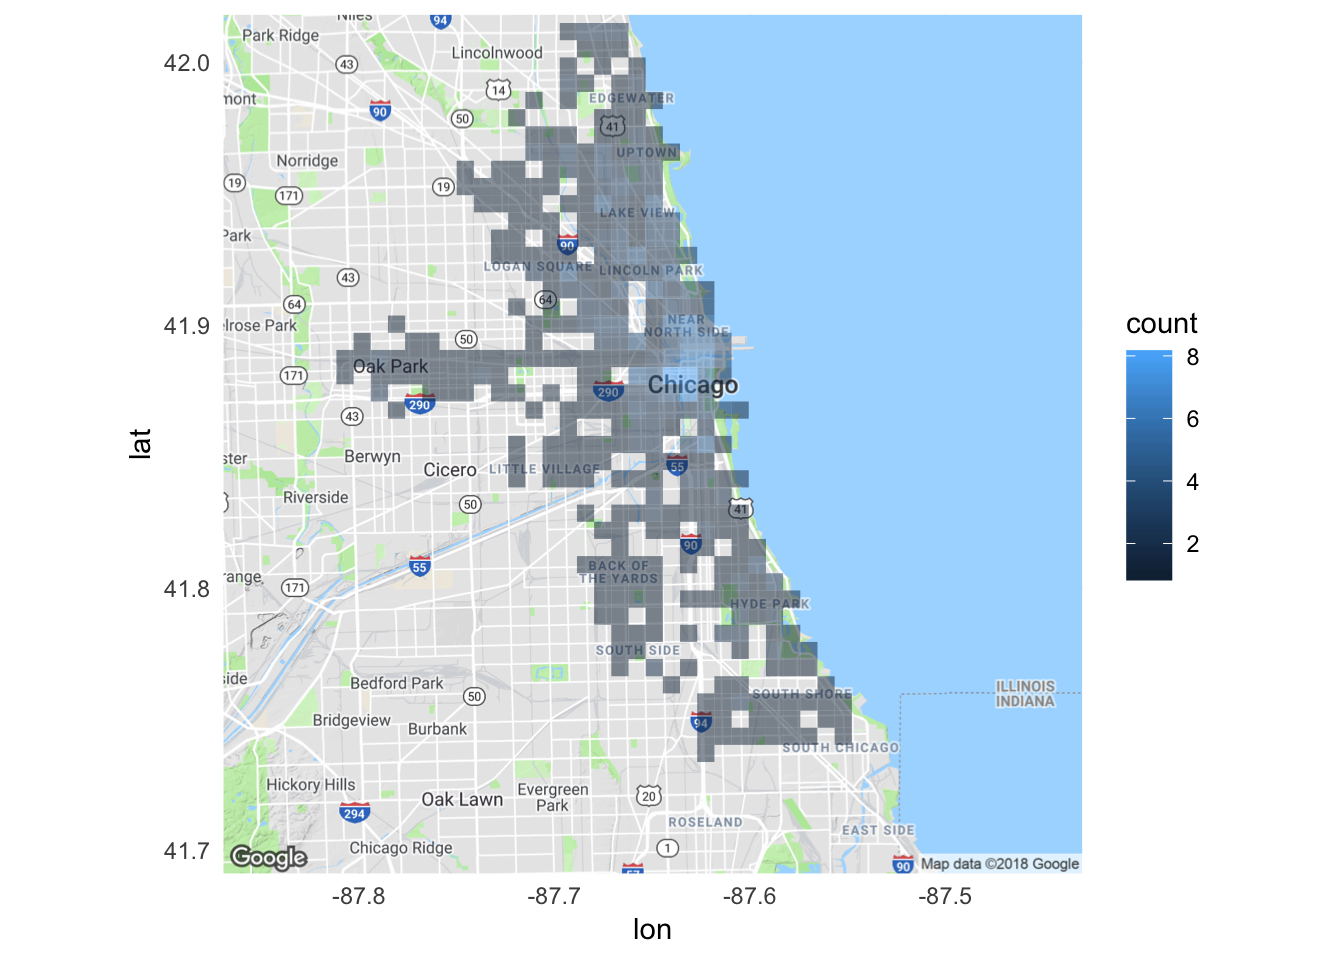 Niles
94
Park Ridge
Lincolnwood
43
14
mont
90
50
EDGEWATER
41
UPTOWN
Norridge
19
171
19
LAKE VIEW
Park
90
LOGAN SQUARE
LINCOLN PARK
43
64
64
elrose Park
50
NEAR
NORTH SIDE
Oak Park
171
290
290
Chicago
43
ster
Berwyn
Cicero
LITTLE VILLAGE
55
Riverside
50
41
90
55
BACK OF
THE YARDS
range
171
HYDE PARK
SOUTH SIDE
side
Bedford Park
50
SOUTH SHORE
ILLINOIS
INDIANA
Bridgeview
Burbank
94
SOUTH CHICAGO
Hickory Hills
294
Oak Lawn
Evergreen
Park
20
ROSELAND
EAST SIDE
Chicago Ridge
1
57
90
Google
Map data ©2018 Google
42.0
41.9
41.8
41.7
lat
-87.8
-87.7
-87.6
-87.5
lon
count
8
6
4
2